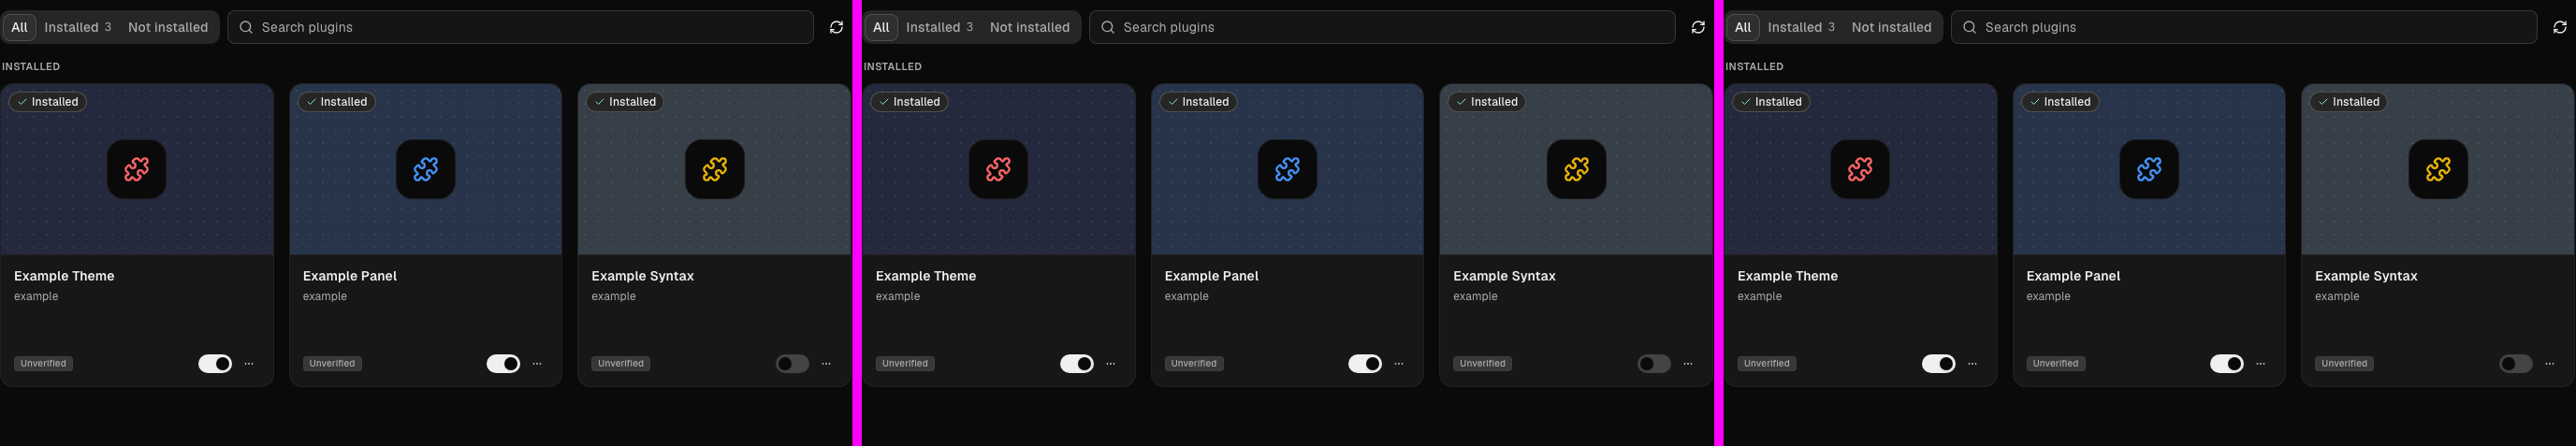 All Installed 3 Not installed Search plugins
INSTALLED
Installed Installed Installed
Example Theme Example Panel Example Syntax
example example example
Unverified ... Unverified ... Unverified ...
All Installed 3 Not installed Search plugins
INSTALLED
Installed Installed Installed
Example Theme Example Panel Example Syntax
example example example
Unverified ... Unverified ... Unverified ...
All Installed 3 Not installed Search plugins
INSTALLED
Installed Installed Installed
Example Theme Example Panel Example Syntax
example example example
Unverified ... Unverified ... Unverified ...